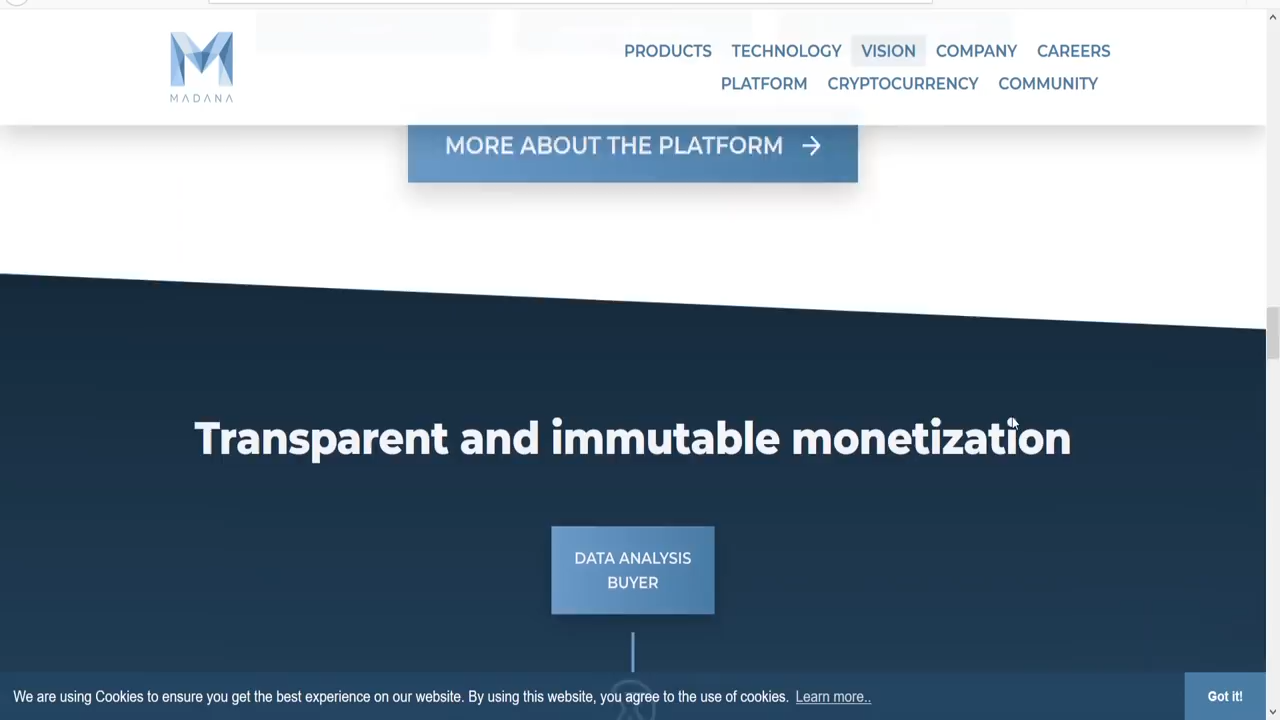 PRODUCTS TECHNOLOGY VISION COMPANY CAREERS
PLATFORM CRYPTOCURRENCY COMMUNITY
MADANA
MORE ABOUT THE PLATFORM →
Transparent and immutable monetization
DATA ANALYSIS
BUYER
We are using Cookies to ensure you get the best experience on our website. By using this website, you agree to the use of cookies. Learn more..
Got it!